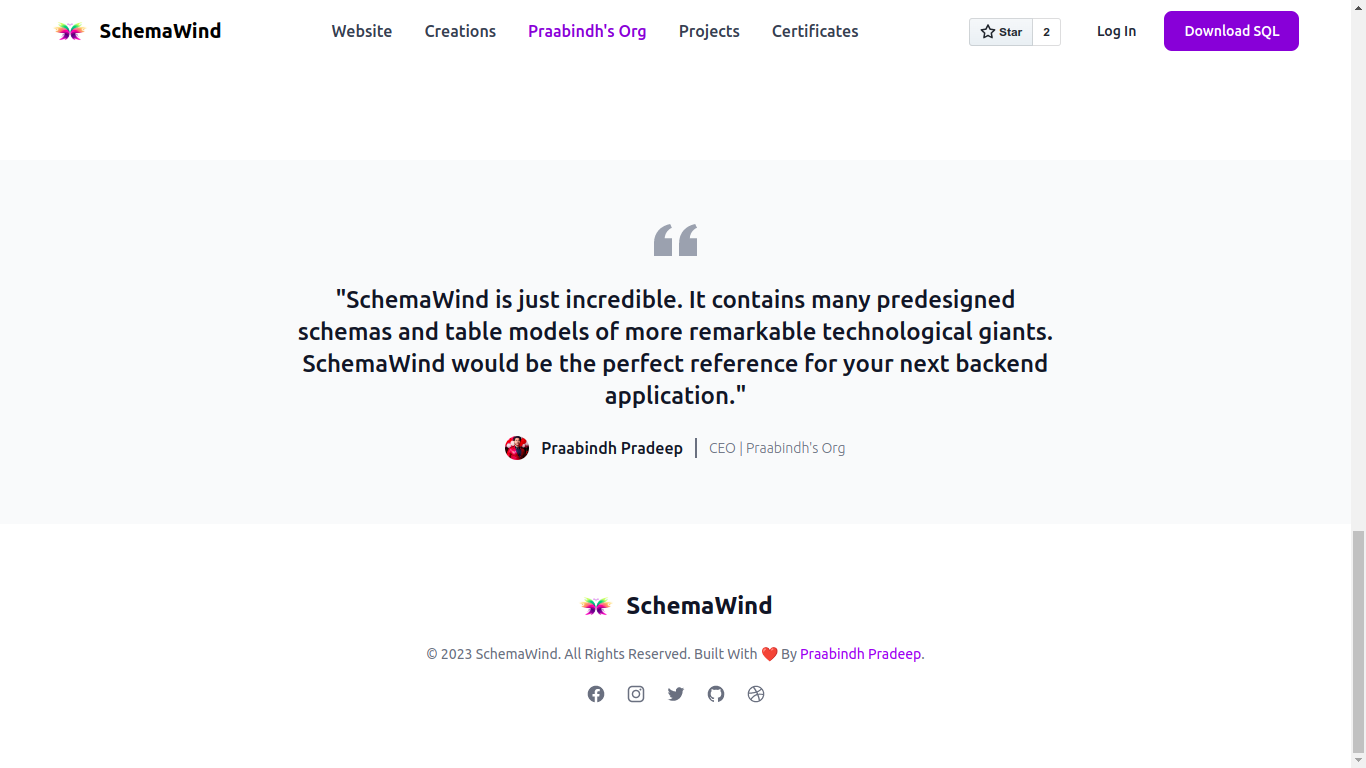 SchemaWind
Website Creations Praabindh's Org Projects Certificates
Star 2
Log In
Download SQL
"SchemaWind is just incredible. It contains many predesigned
schemas and table models of more remarkable technological giants.
SchemaWind would be the perfect reference for your next backend
application."
Praabindh Pradeep
CEO | Praabindh's Org
SchemaWind
© 2023 SchemaWind. All Rights Reserved. Built With ❤️ By Praabindh Pradeep.